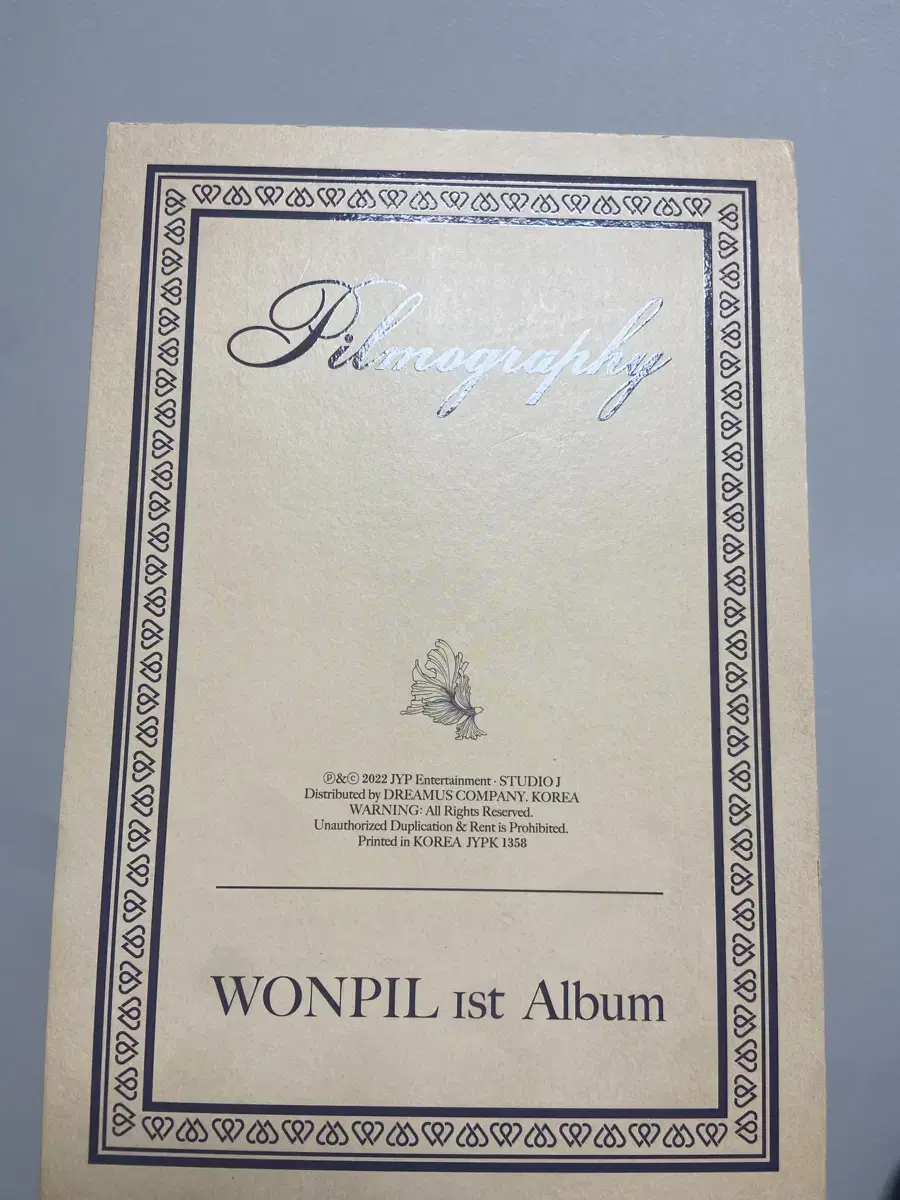 Pilmography
Ⓟ&ⓒ 2022 JYP Entertainment · STUDIO J
Distributed by DREAMUS COMPANY. KOREA
WARNING: All Rights Reserved.
Unauthorized Duplication & Rent is Prohibited.
Printed in KOREA JYPK 1358
WONPIL 1st Album